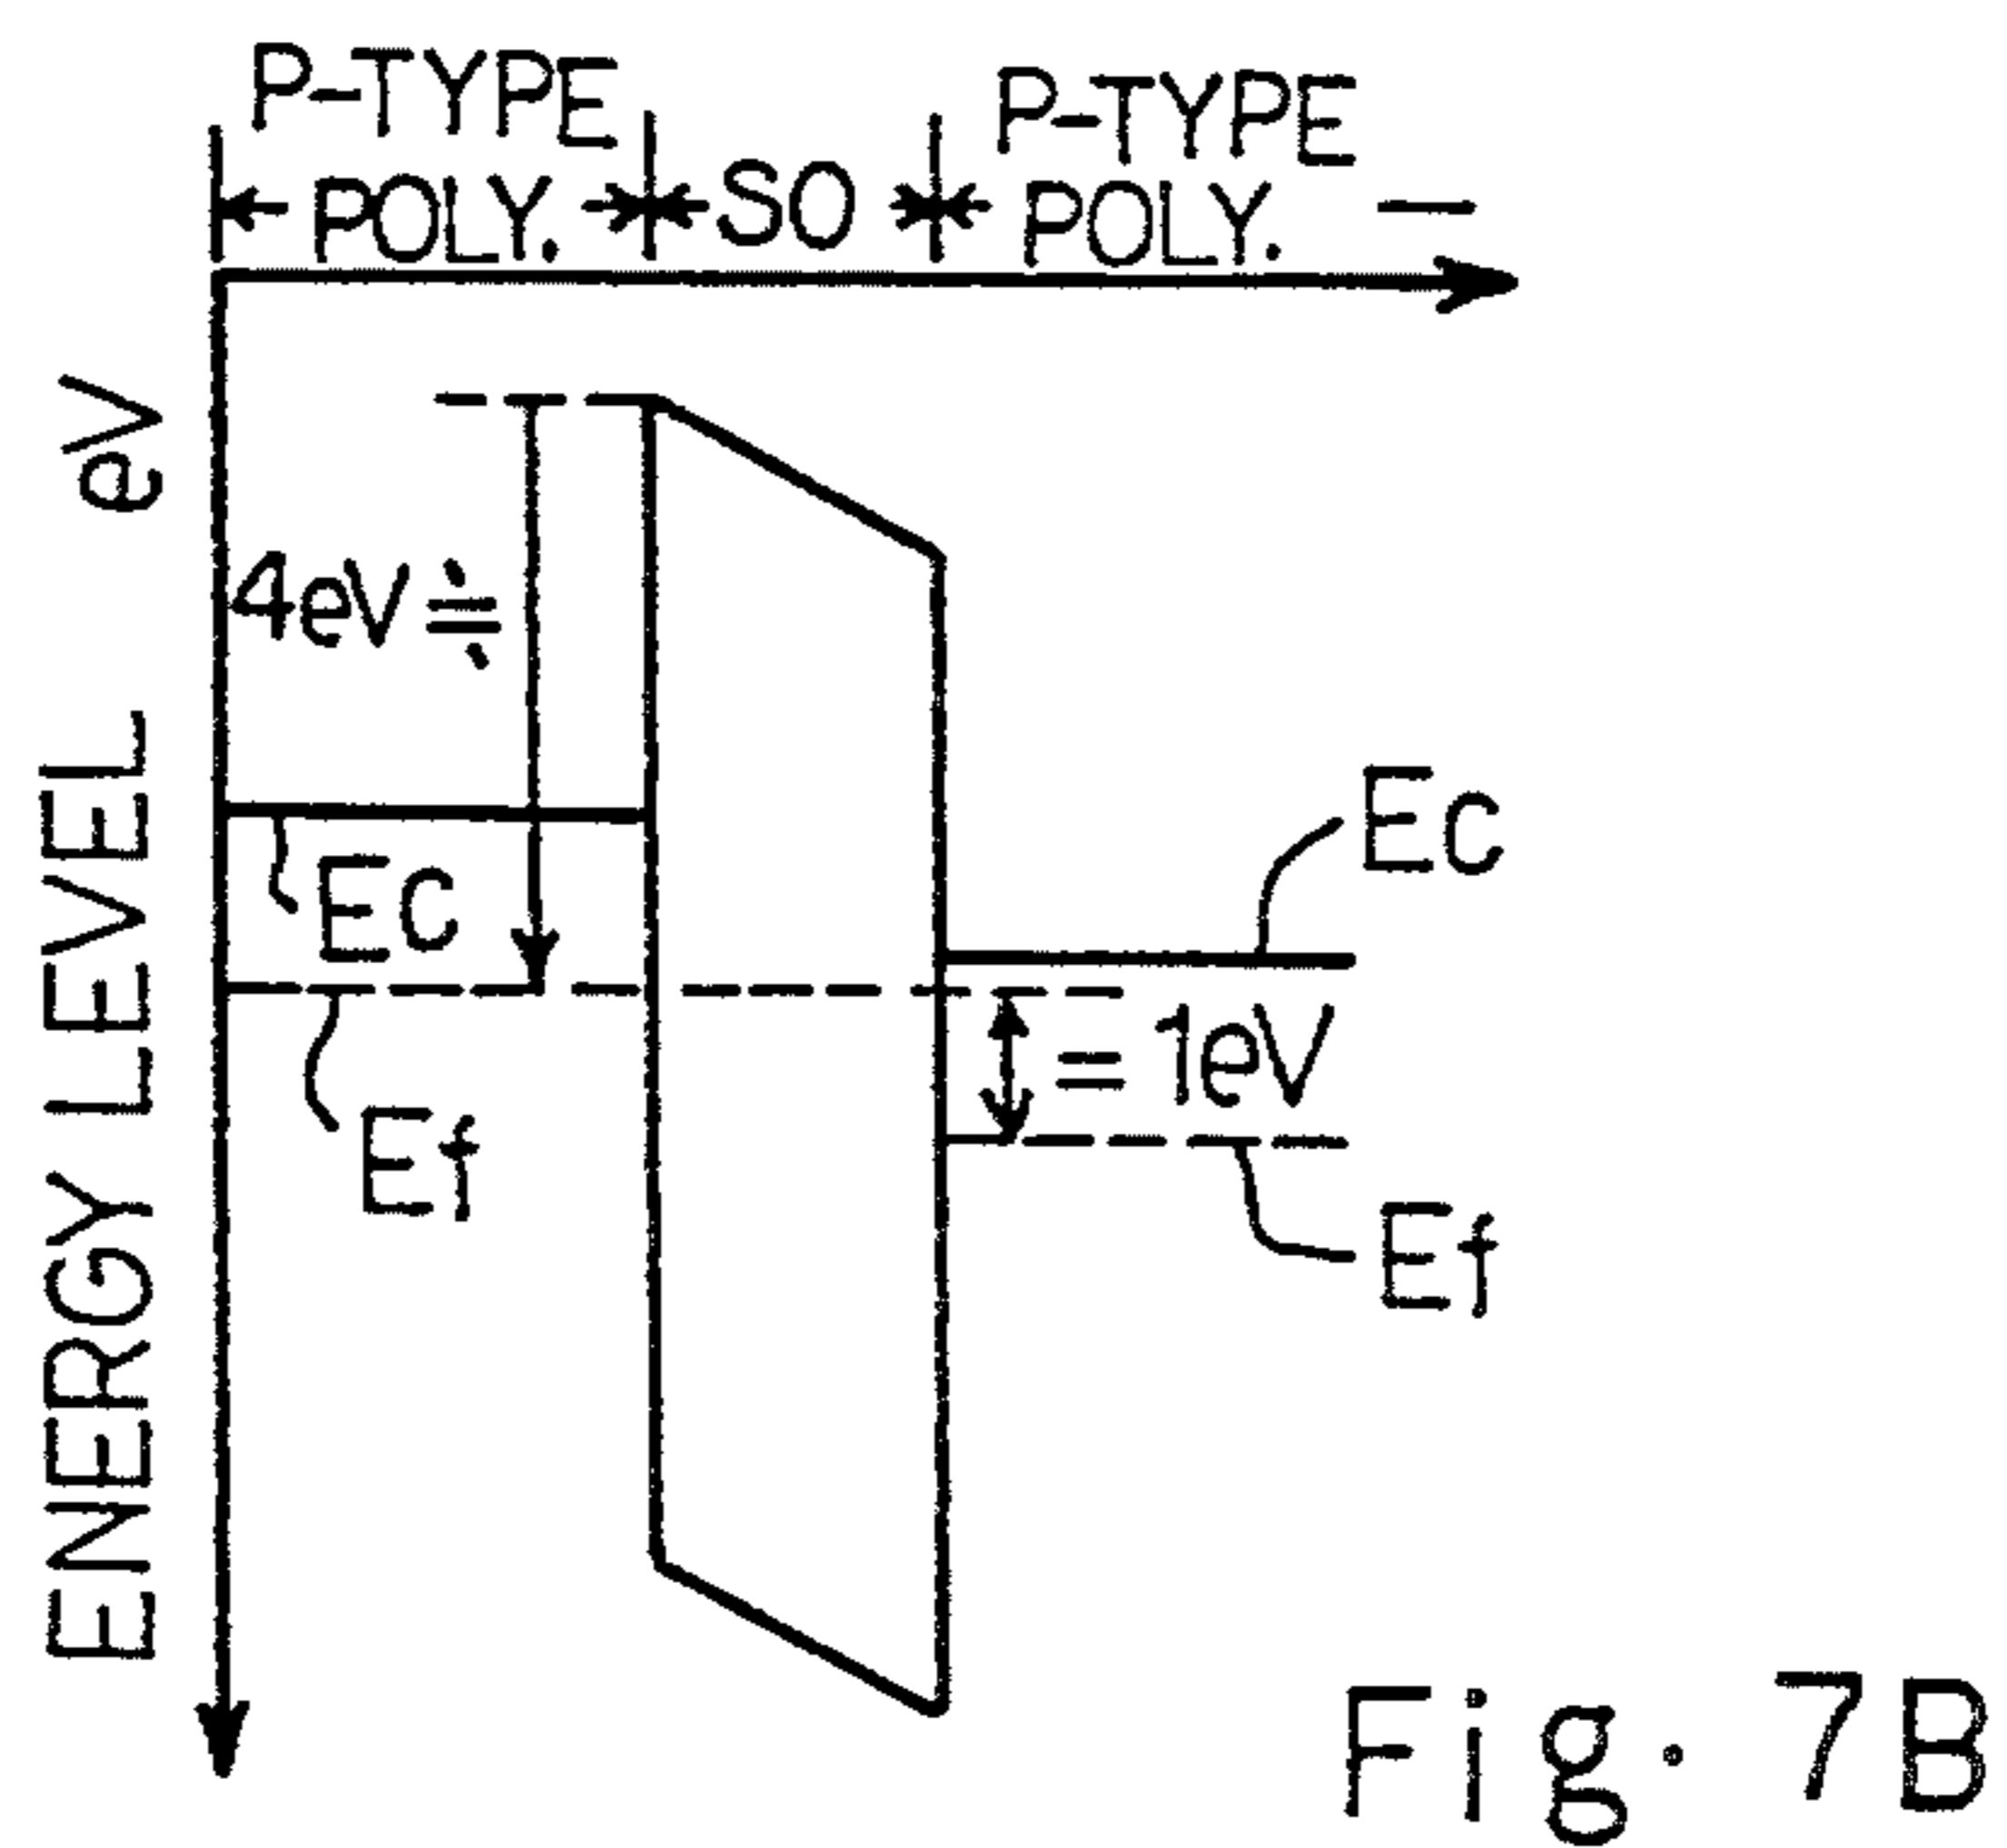 P-TYPE
POLY.
SO
P-TYPE
POLY.
ENERGY LEVEL eV
4eV ≒
Ec
Ef
Ec
= 1eV
Ef
Fig. 7B